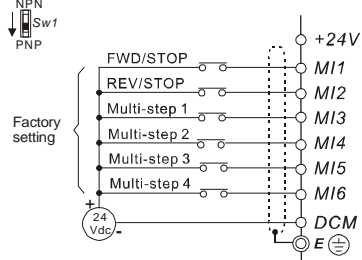 NPN
Sw1
PNP
+24V
FWD/STOP
MI1
REV/STOP
MI2
Multi-step 1
MI3
Factory
setting
Multi-step 2
MI4
Multi-step 3
MI5
Multi-step 4
MI6
+
24
Vdc
-
DCM
E